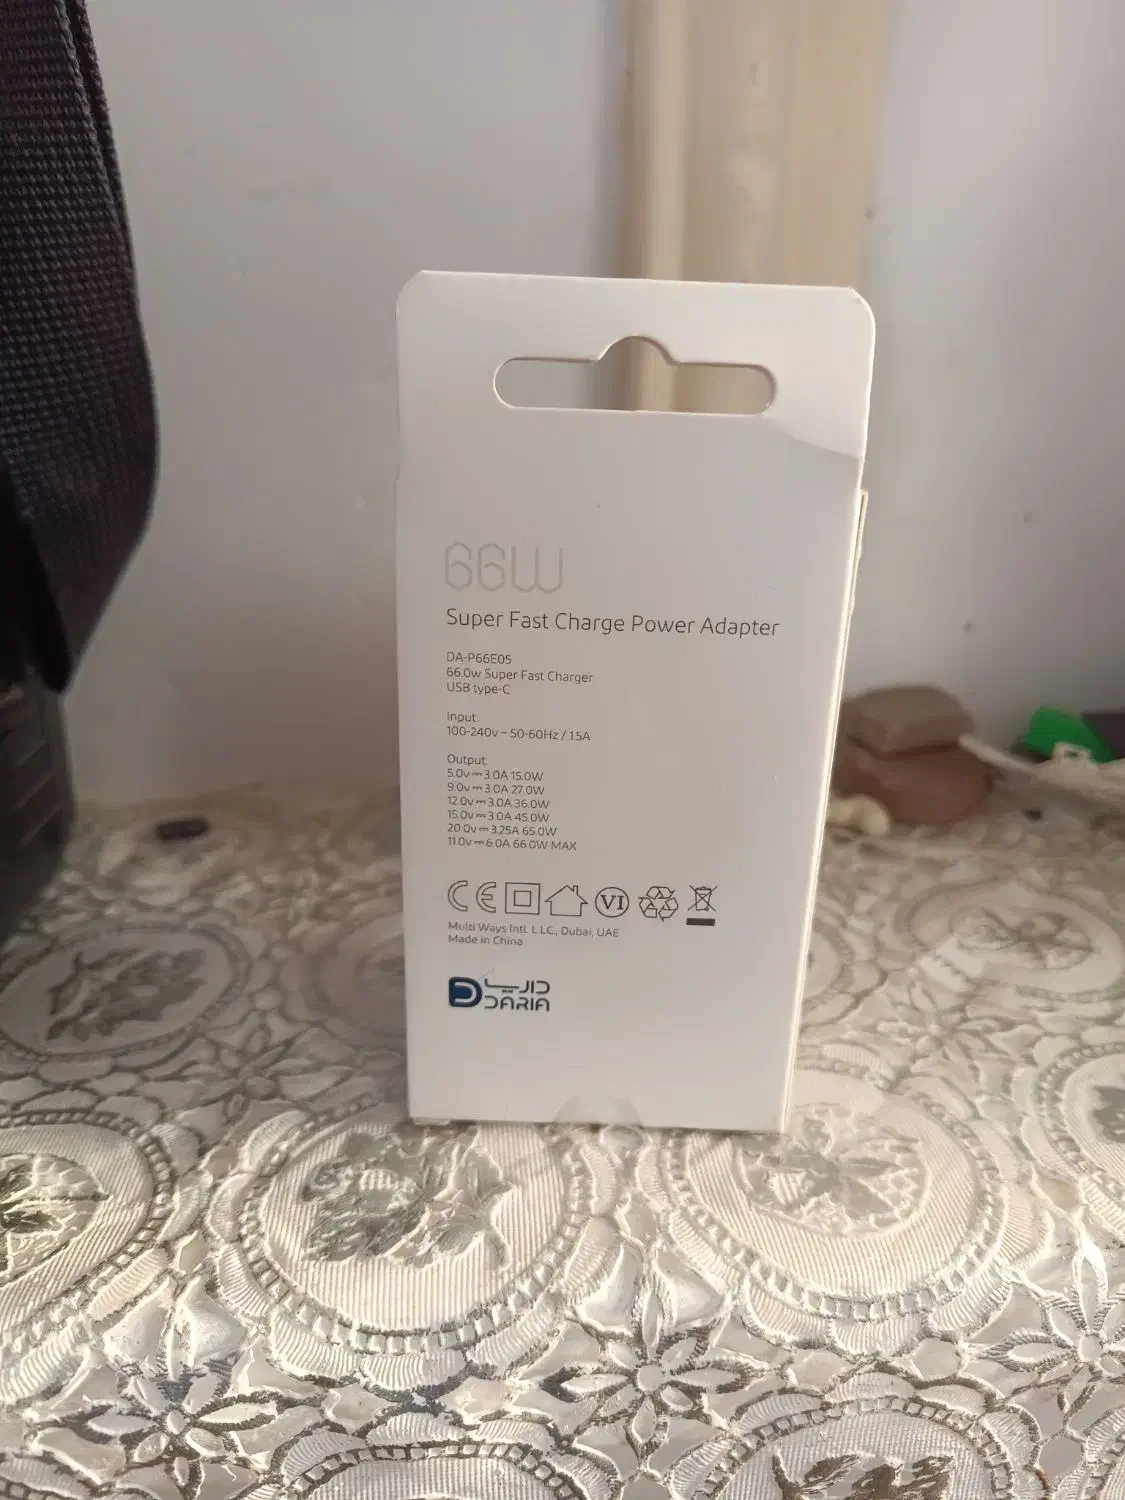 66W
Super Fast Charge Power Adapter
DA-P66E05
66.0w Super Fast Charger
USB type-C
Input:
100-240v ~ 50-60Hz / 1.5A
Output:
5.0v⎓3.0A 15.0W
9.0v⎓3.0A 27.0W
12.0v⎓3.0A 36.0W
15.0v⎓3.0A 45.0W
20.0v⎓3.25A 65.0W
11.0v⎓6.0A 66.0W MAX
CE VI
Multi Ways Intl. L.L.C, Dubai, UAE
Made in China
داریا
DARIA